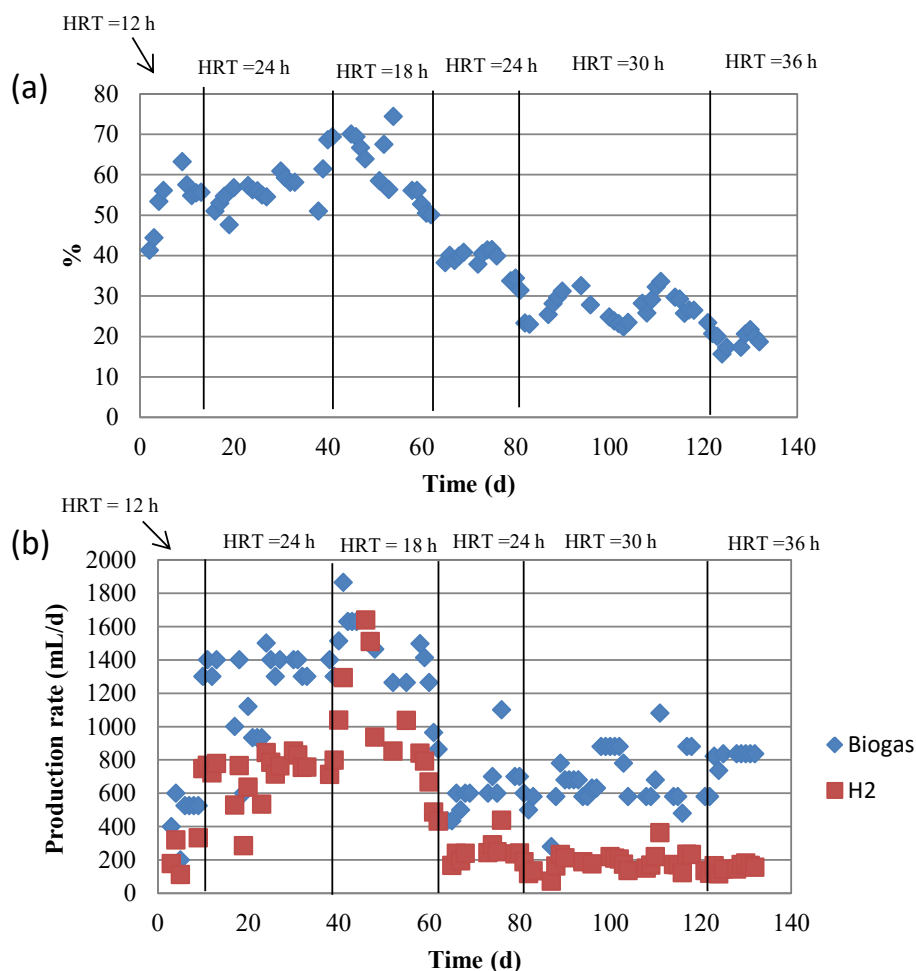 HRT =12 h
(a)
HRT =24 h
HRT =18 h
HRT =24 h
HRT =30 h
HRT =36 h
80
70
60
50
40
30
20
10
0
%
0 20 40 60 80 100 120 140
Time (d)
HRT = 12 h
(b)
HRT =24 h
HRT = 18 h
HRT =24 h
HRT =30 h
HRT =36 h
2000
1800
1600
1400
1200
1000
800
600
400
200
0
Production rate (mL/d)
Biogas
H2
0 20 40 60 80 100 120 140
Time (d)